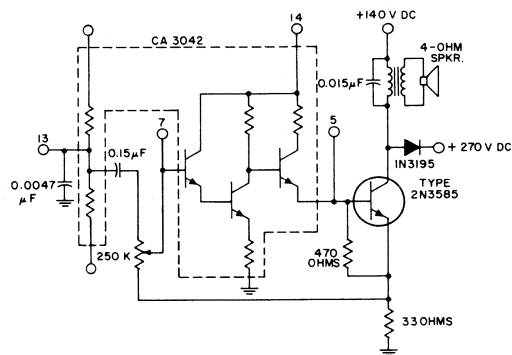 +140 V DC
14
CA 3042
4-OHM
SPKR.
0.015µF
13
7
5
0.15µF
+ 270 V DC
1N3195
TYPE
2N3585
0.0047
µF
250 K
470
OHMS
33 OHMS